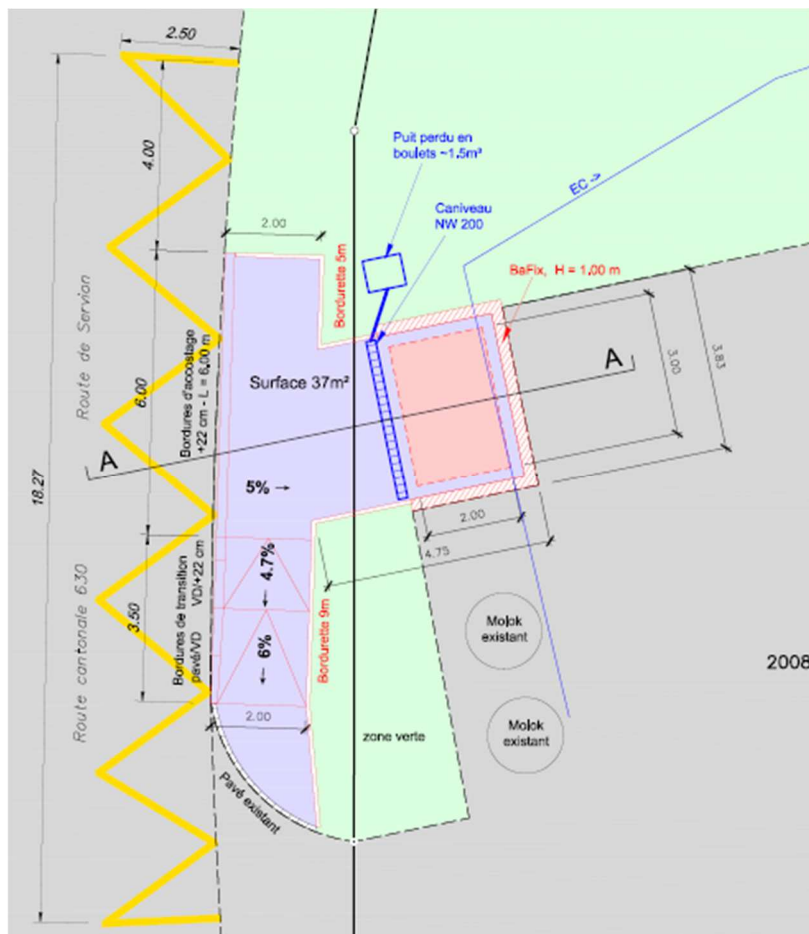 2.50
Puit perdu en
boulets ~1.5m³
Caniveau
NW 200
EC ->
4.00
2.00
Bordurette 5m
BaFix, H = 1.00 m
Route de Servian
Bordures d'accostage
+22 cm - L = 6.00 m
6.00
Surface 37m²
A
A
3.00
3.83
18.27
5%
2.00
4.75
4.7%
6%
Bordures de transition
pavé/VD VD/+22 cm
3.50
Route cantonale 630
Bordurette 9m
2.00
Molok
existant
2008
Molok
existant
zone verte
Pavé existant